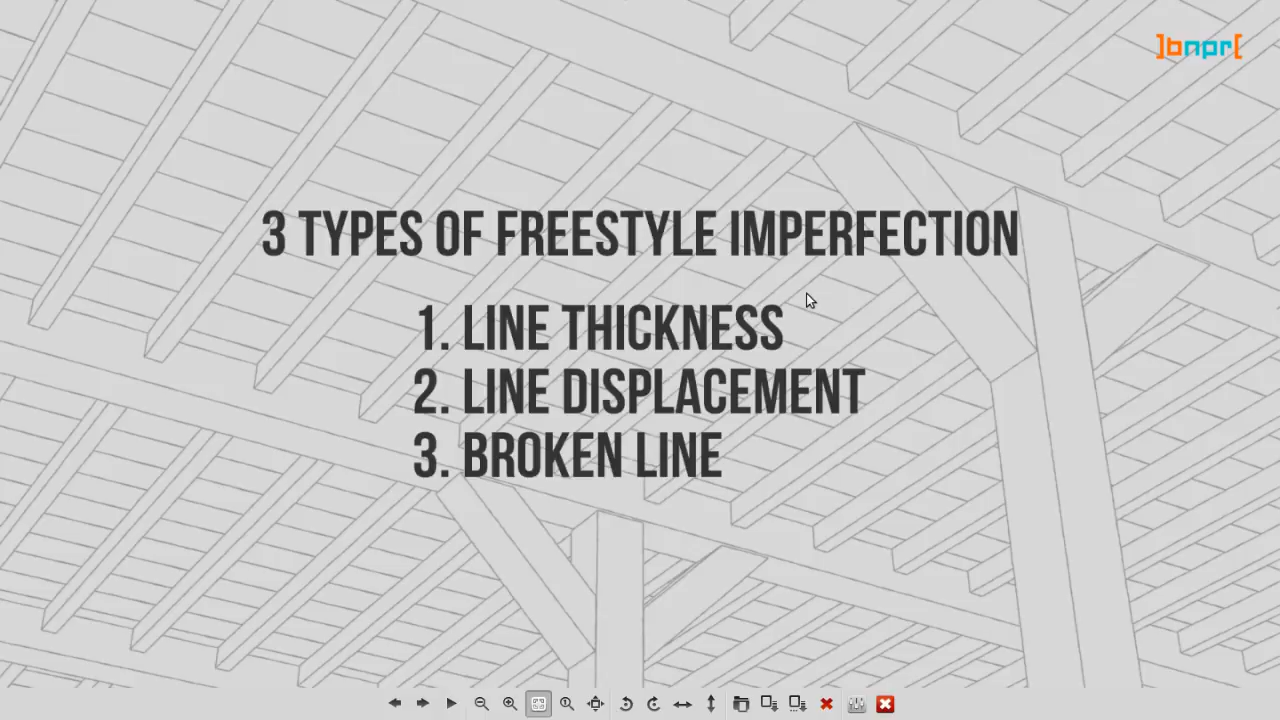 ]bnpr[
3 TYPES OF FREESTYLE IMPERFECTION
1. LINE THICKNESS
2. LINE DISPLACEMENT
3. BROKEN LINE